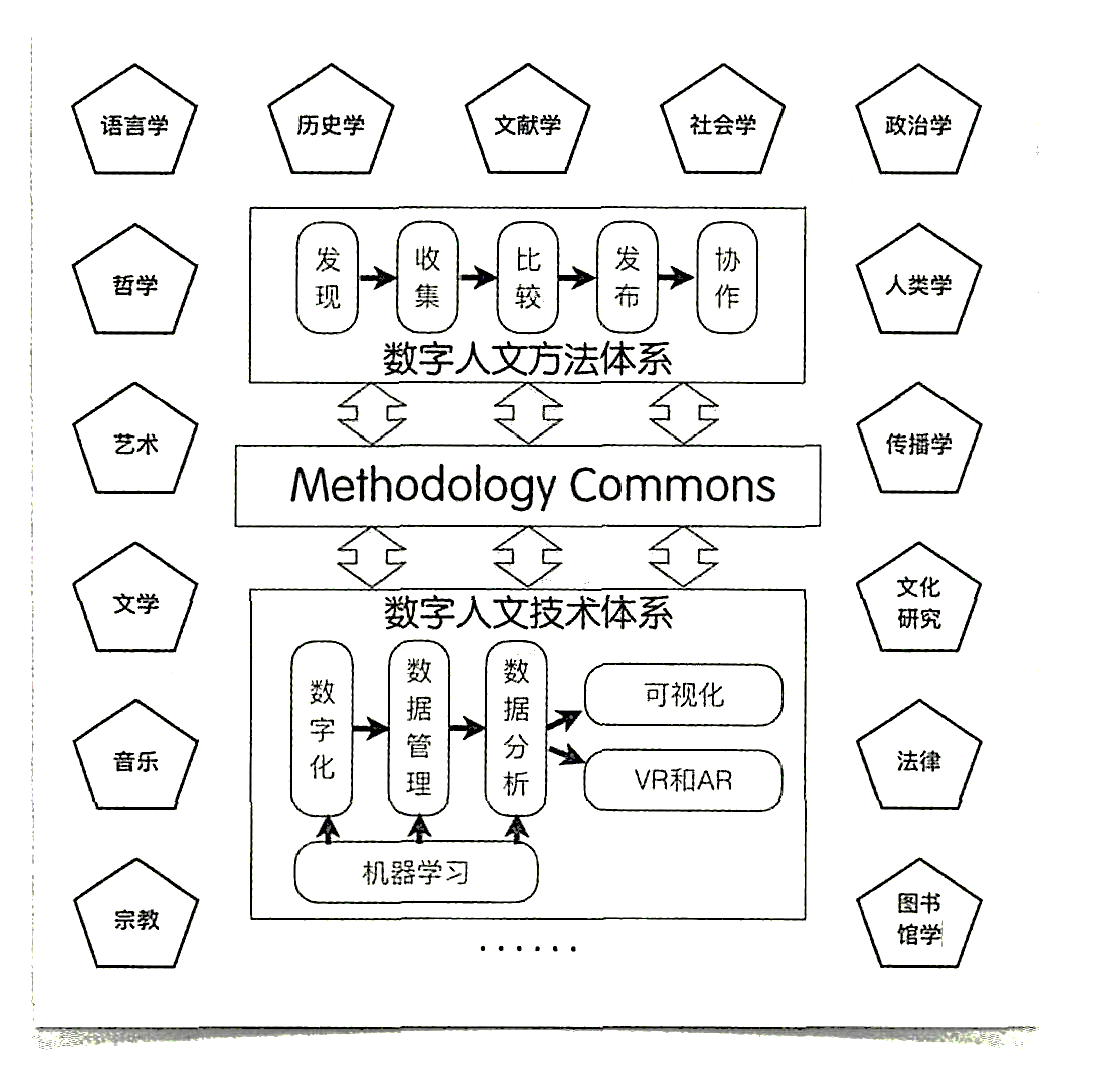 语言学
历史学
文献学
社会学
政治学
哲学
艺术
文学
音乐
宗教
发现
收集
比较
发布
协作
数字人文方法体系
Methodology Commons
数字人文技术体系
数字化
数据管理
数据分析
可视化
VR和AR
机器学习
......
人类学
传播学
文化
研究
法律
图书
馆学